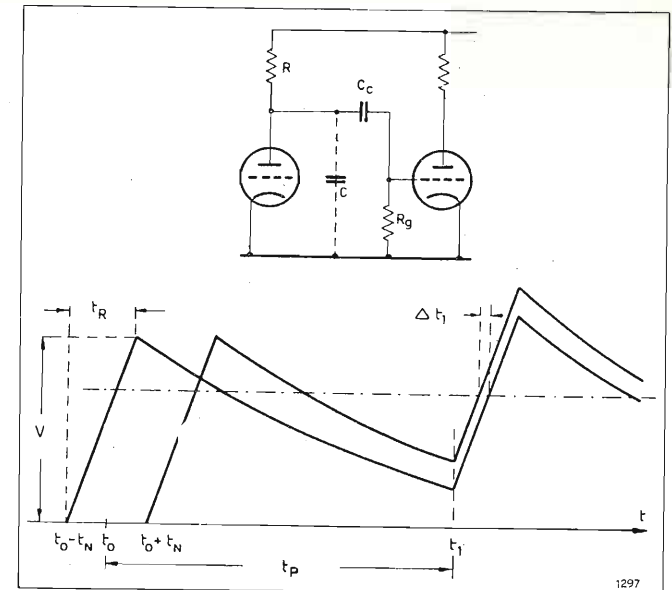 R
C_c
C
R_g
t_R
Δ t_1
V
t
t_0-t_N
t_0
t_0+t_N
t_1
t_p
1297